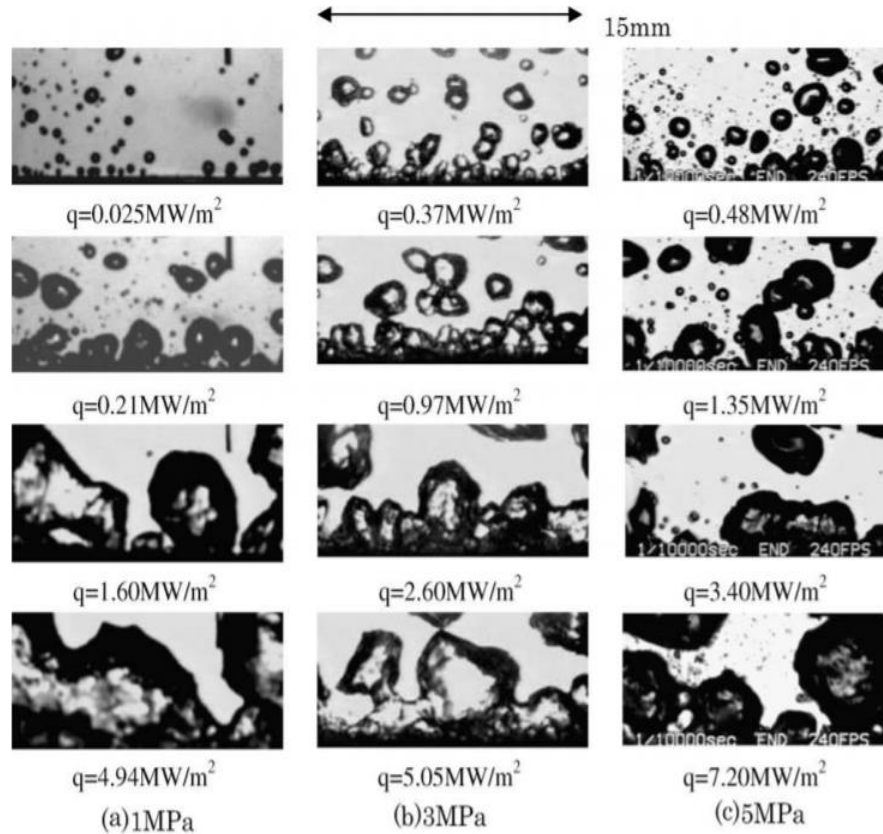 15mm
1/10000sec END 240FPS
q=0.025MW/m²
q=0.37MW/m²
q=0.48MW/m²
1/10000sec END 240FPS
q=0.21MW/m²
q=0.97MW/m²
q=1.35MW/m²
1/10000sec END 240FPS
q=1.60MW/m²
q=2.60MW/m²
q=3.40MW/m²
1/10000sec END 240FPS
q=4.94MW/m²
q=5.05MW/m²
q=7.20MW/m²
(a)1MPa
(b)3MPa
(c)5MPa